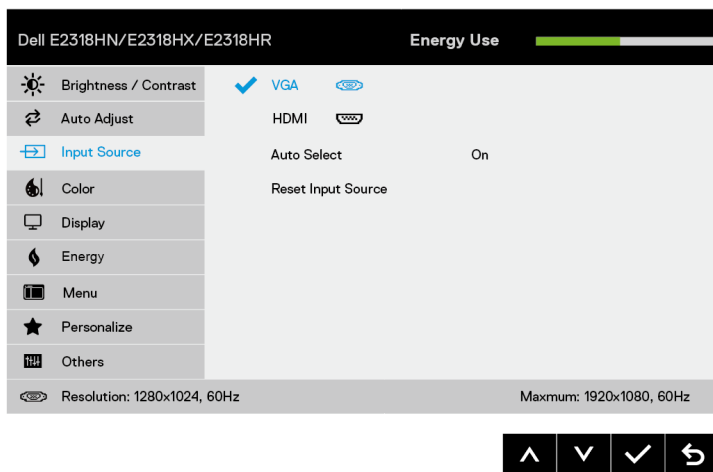 Dell E2318HN/E2318HX/E2318HR Energy Use
Brightness / Contrast VGA
Auto Adjust HDMI
Input Source Auto Select On
Color Reset Input Source
Display
Energy
Menu
Personalize
Others
Resolution: 1280x1024, 60Hz Maxmum: 1920x1080, 60Hz